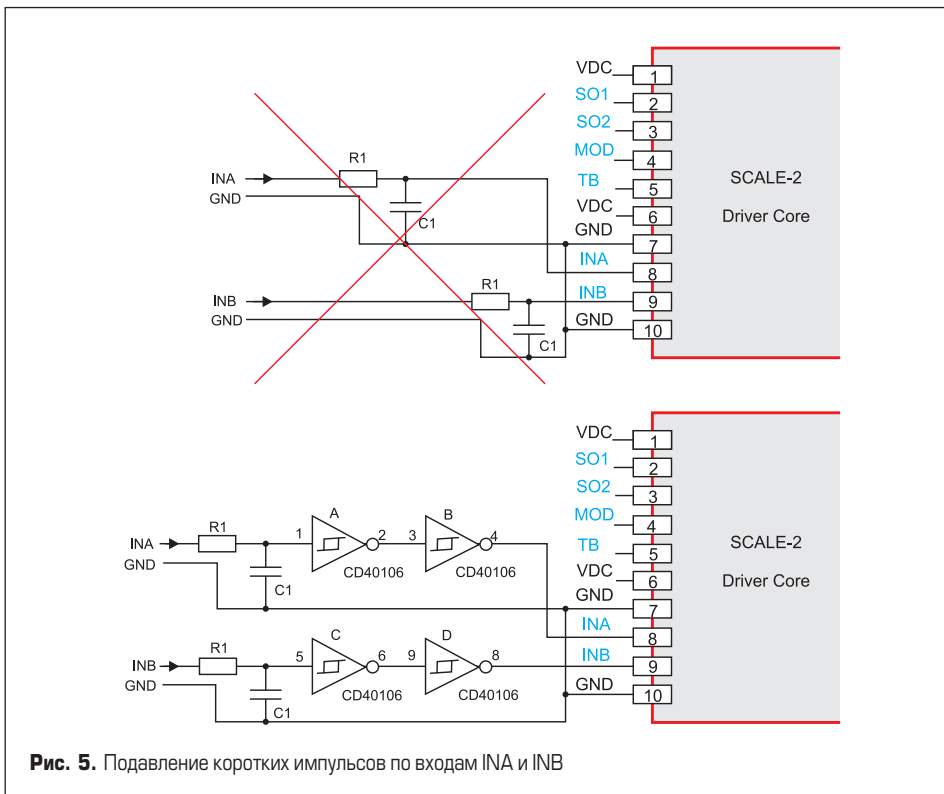 VDC
1
SO1
2
SO2
3
MOD
4
TB
5
VDC
6
GND
7
INA
8
INB
9
GND
10
SCALE-2
Driver Core
INA
R1
GND
C1
INB
R1
GND
C1
VDC
1
SO1
2
SO2
3
MOD
4
TB
5
VDC
6
GND
7
INA
8
INB
9
GND
10
SCALE-2
Driver Core
INA
R1
GND
C1
1
A
2
CD40106
3
B
4
CD40106
INB
R1
GND
C1
5
C
6
CD40106
9
D
8
CD40106
Рис. 5. Подавление коротких импульсов по входам INA и INB